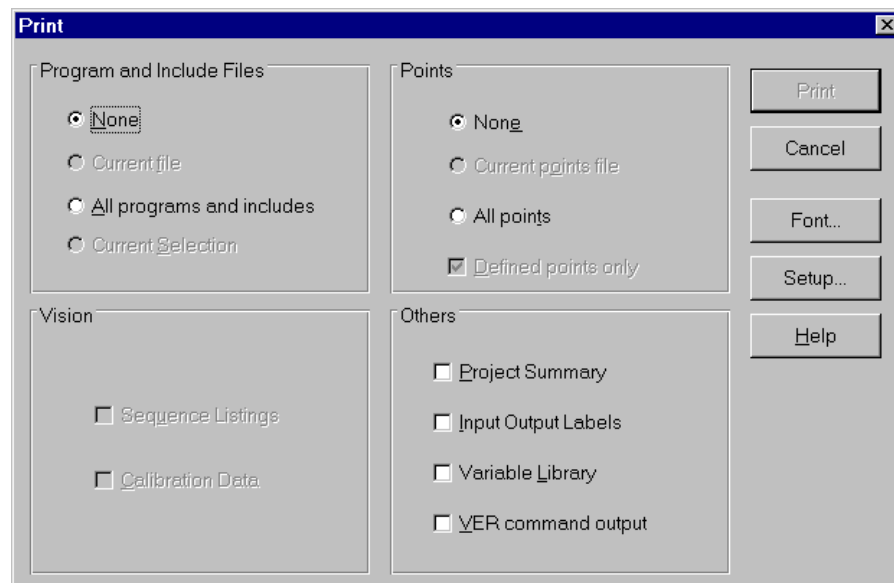 Print
Program and Include Files
None
Current file
All programs and includes
Current Selection
Points
None
Current points file
All points
Defined points only
Print
Cancel
Font...
Setup...
Help
Vision
Sequence Listings
Calibration Data
Others
Project Summary
Input Output Labels
Variable Library
VER command output